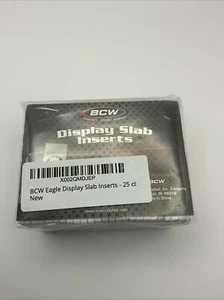 BCW
Display Slab
Inserts
X002QMDJEP
BCW Eagle Display Slab Inserts - 25 ct
New